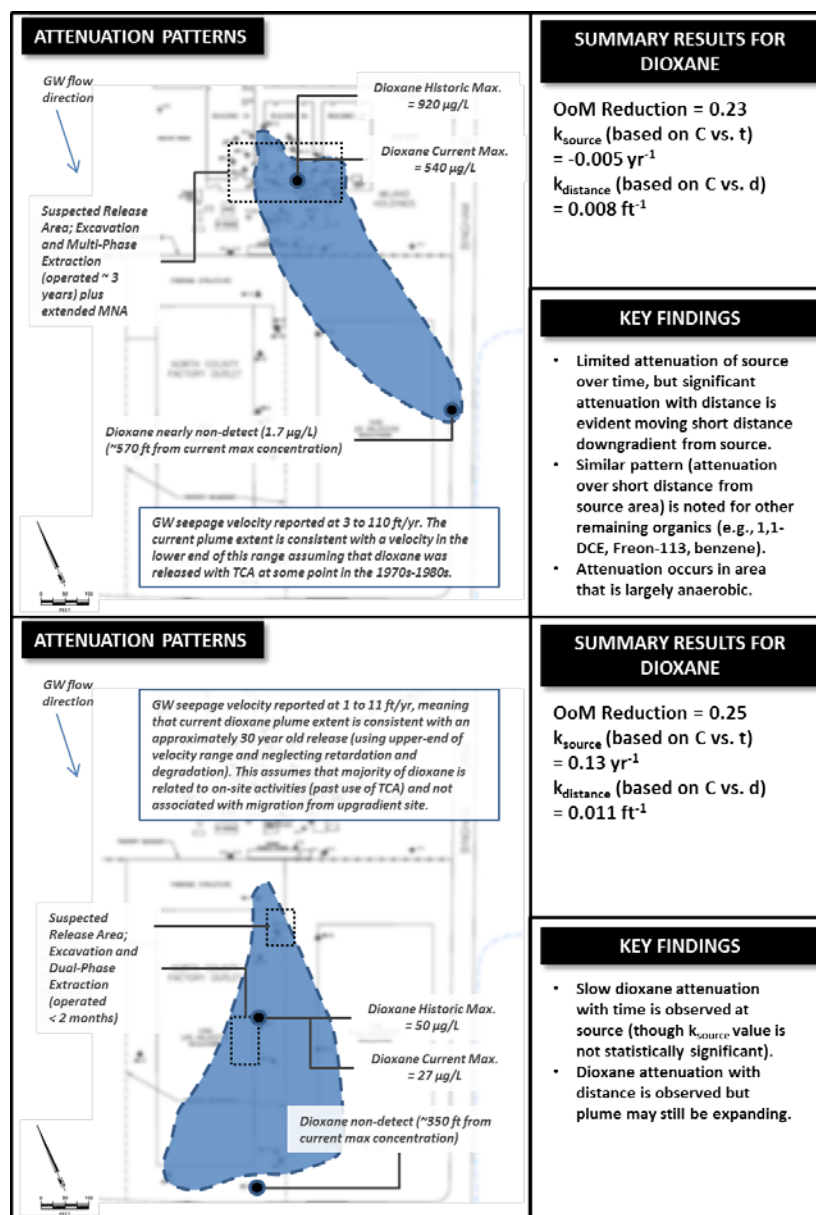 ATTENUATION PATTERNS
GW flow
direction
Dioxane Historic Max.
= 920 µg/L
Dioxane Current Max.
= 540 µg/L
Suspected Release
Area; Excavation
and Multi-Phase
Extraction
(operated ~ 3
years) plus
extended MNA
NORTH COUNTY
FACTORY OUTLET
Dioxane nearly non-detect (1.7 µg/L)
(~570 ft from current max concentration)
GW seepage velocity reported at 3 to 110 ft/yr. The
current plume extent is consistent with a velocity in the
lower end of this range assuming that dioxane was
released with TCA at some point in the 1970s-1980s.
SUMMARY RESULTS FOR
DIOXANE
OoM Reduction = 0.23
ksource (based on C vs. t)
= -0.005 yr-1
kdistance (based on C vs. d)
= 0.008 ft-1
KEY FINDINGS
• Limited attenuation of source
over time, but significant
attenuation with distance is
evident moving short distance
downgradient from source.
• Similar pattern (attenuation
over short distance from
source area) is noted for other
remaining organics (e.g., 1,1-
DCE, Freon-113, benzene).
• Attenuation occurs in area
that is largely anaerobic.
ATTENUATION PATTERNS
GW flow
direction
GW seepage velocity reported at 1 to 11 ft/yr, meaning
that current dioxane plume extent is consistent with an
approximately 30 year old release (using upper-end of
velocity range and neglecting retardation and
degradation). This assumes that majority of dioxane is
related to on-site activities (past use of TCA) and not
associated with migration from upgradient site.
Suspected
Release Area;
Excavation and
Dual-Phase
Extraction
(operated
< 2 months)
Dioxane Historic Max.
= 50 µg/L
Dioxane Current Max.
= 27 µg/L
Dioxane non-detect (~350 ft from
current max concentration)
SUMMARY RESULTS FOR
DIOXANE
OoM Reduction = 0.25
ksource (based on C vs. t)
= 0.13 yr-1
kdistance (based on C vs. d)
= 0.011 ft-1
KEY FINDINGS
• Slow dioxane attenuation
with time is observed at
source (though ksource value is
not statistically significant).
• Dioxane attenuation with
distance is observed but
plume may still be expanding.